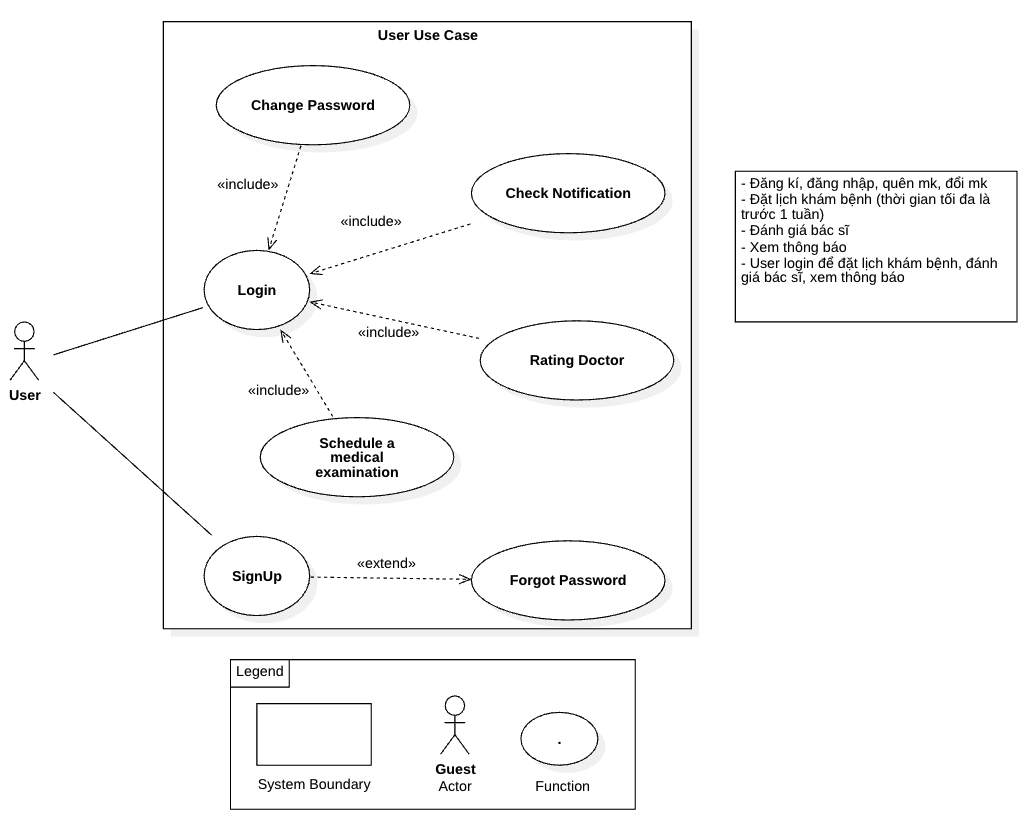 User Use Case
Change Password
«include»
Check Notification
«include»
- Đăng kí, đăng nhập, quên mk, đổi mk
- Đặt lịch khám bệnh (thời gian tối đa là
trước 1 tuần)
- Đánh giá bác sĩ
- Xem thông báo
- User login để đặt lịch khám bệnh, đánh
giá bác sĩ, xem thông báo
Login
«include»
Rating Doctor
User
«include»
Schedule a
medical
examination
SignUp
«extend»
Forgot Password
Legend
System Boundary
Guest
Actor
.
Function